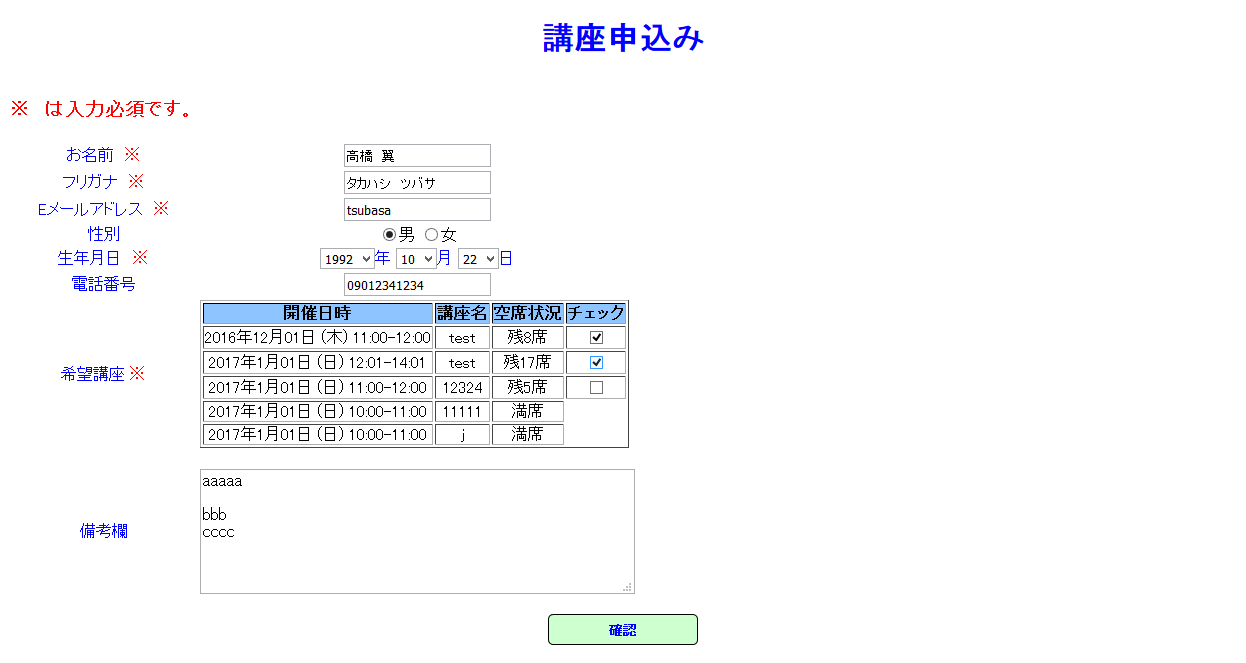 講座申込み
※　は入力必須です。
お名前 ※ 高橋 翼
フリガナ ※ タカハシ ツバサ
Eメールアドレス ※ tsubasa
性別 男 女
生年月日 ※ 1992 年 10 月 22 日
電話番号 09012341234
希望講座 ※
開催日時 講座名 空席状況 チェック
2016年12月01日（木）11:00-12:00 test 残8席
2017年1月01日（日）12:01-14:01 test 残17席
2017年1月01日（日）11:00-12:00 12324 残5席
2017年1月01日（日）10:00-11:00 11111 満席
2017年1月01日（日）10:00-11:00 j 満席
備考欄
aaaaa
bbb
cccc
確認